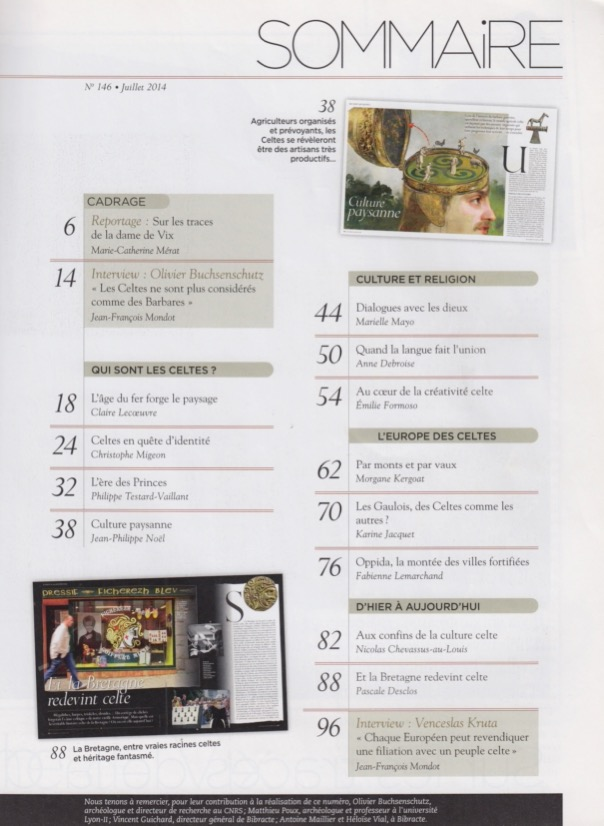 SOMMAiRE
N° 146 • Juillet 2014
38
Agriculteurs organisés
et prévoyants, les
Celtes se révèleront
être des artisans très
productifs...
Culture
paysanne
U
CADRAGE
6 Reportage : Sur les traces
de la dame de Vix
Marie-Catherine Mérat
14 Interview : Olivier Buchsenschutz
« Les Celtes ne sont plus considérés
comme des Barbares »
Jean-François Mondot
QUI SONT LES CELTES ?
18 L'âge du fer forge le paysage
Claire Lecœuvre
24 Celtes en quête d'identité
Christophe Migeon
32 L'ère des Princes
Philippe Testard-Vaillant
38 Culture paysanne
Jean-Philippe Noël
PRESSIF FICHEREZH BLEV
S
Et la Bretagne
redevient celte
88 La Bretagne, entre vraies racines celtes
et héritage fantasmé.
CULTURE ET RELIGION
44 Dialogues avec les dieux
Marielle Mayo
50 Quand la langue fait l'union
Anne Debroise
54 Au cœur de la créativité celte
Émilie Formoso
L'EUROPE DES CELTES
62 Par monts et par vaux
Morgane Kergoat
70 Les Gaulois, des Celtes comme les
autres ?
Karine Jacquet
76 Oppida, la montée des villes fortifiées
Fabienne Lemarchand
D'HIER À AUJOURD'HUI
82 Aux confins de la culture celte
Nicolas Chevassus-au-Louis
88 Et la Bretagne redevient celte
Pascale Desclos
96 Interview : Venceslas Kruta
« Chaque Européen peut revendiquer
une filiation avec un peuple celte »
Jean-François Mondot
Nous tenons à remercier, pour leur contribution à la réalisation de ce numéro, Olivier Buchsenschutz,
archéologue et directeur de recherche au CNRS ; Matthieu Poux, archéologue et professeur à l'université
Lyon-II ; Vincent Guichard, directeur général de Bibracte ; Antoine Maillier et Héloïse Vial, à Bibracte.